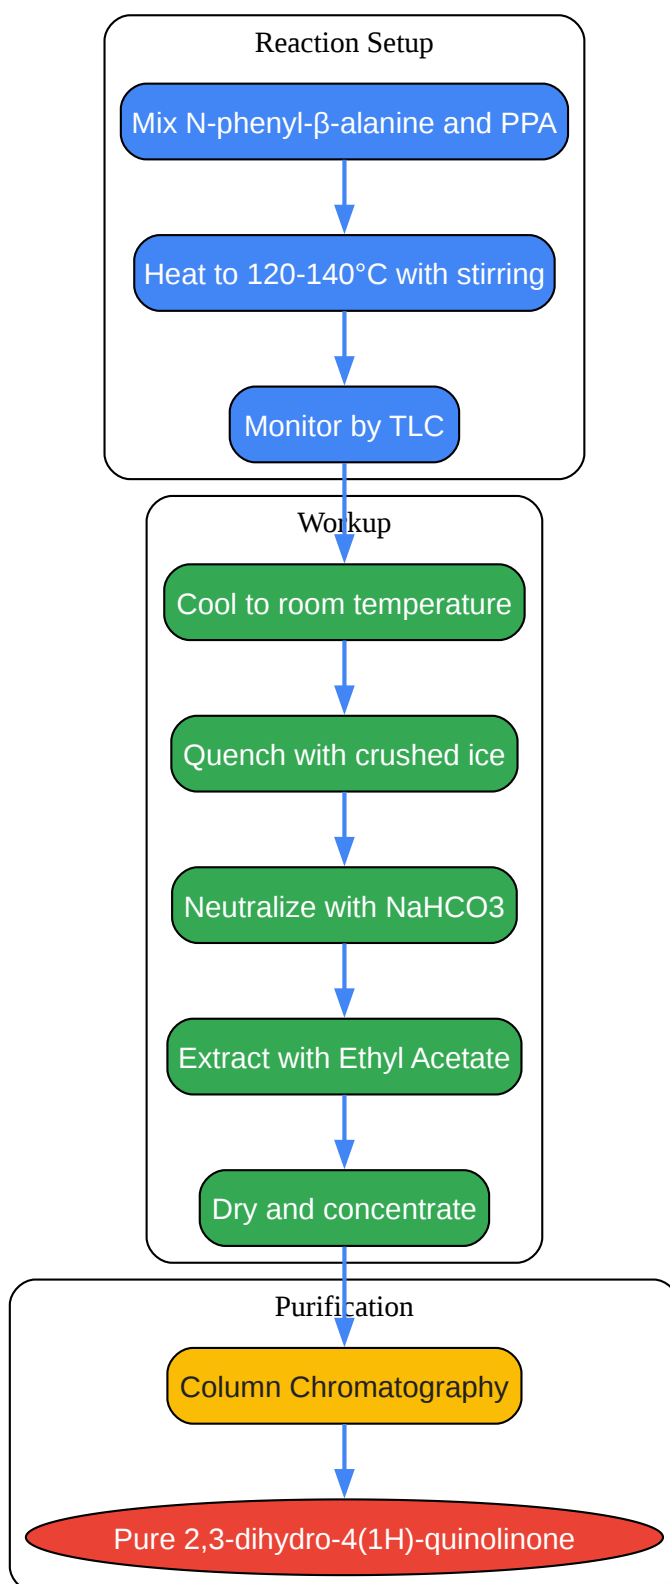 Reaction Setup
Mix N-phenyl-β-alanine and PPA
Heat to 120-140°C with stirring
Monitor by TLC
Workup
Cool to room temperature
Quench with crushed ice
Neutralize with NaHCO3
Extract with Ethyl Acetate
Dry and concentrate
Purification
Column Chromatography
Pure 2,3-dihydro-4(1H)-quinolinone